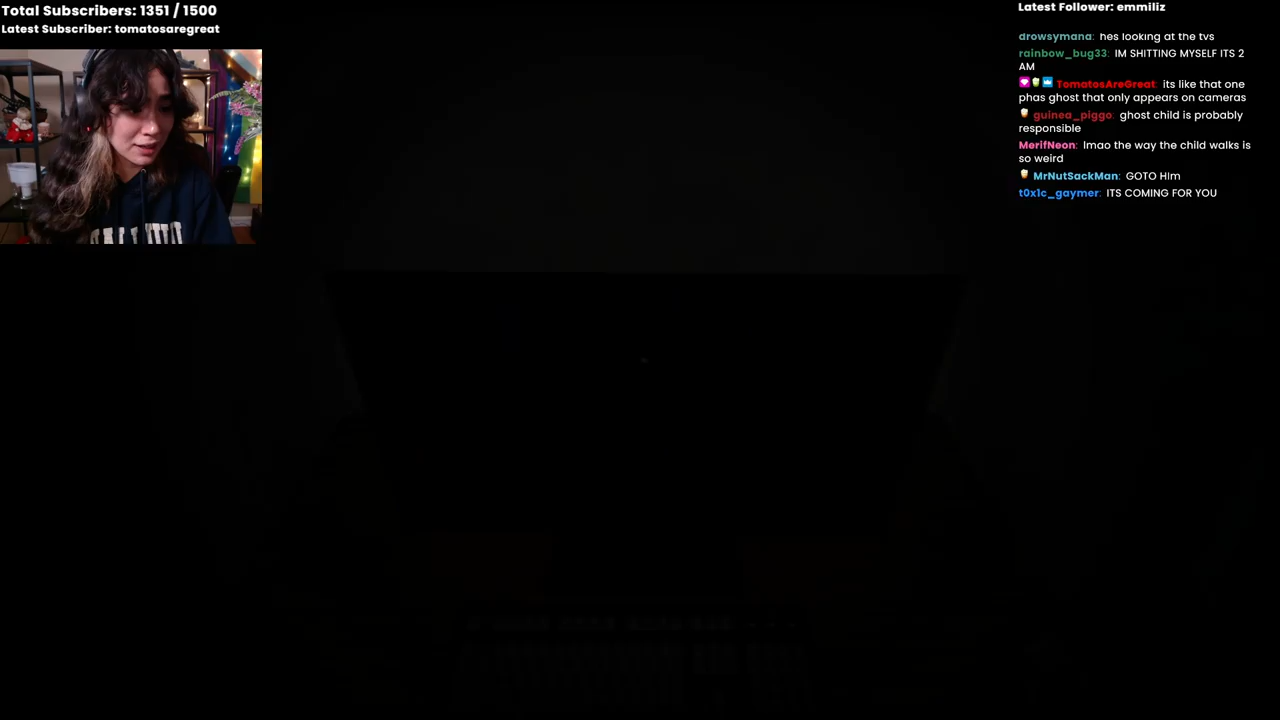 Total Subscribers: 1351 / 1500
Latest Subscriber: tomatosaregreat
Latest Follower: emmiliz
drowsymana: hes looking at the tvs
rainbow_bug33: IM SHITTING MYSELF ITS 2
AM
TomatosAreGreat: its like that one
phas ghost that only appears on cameras
guinea_piggo: ghost child is probably
responsible
MerifNeon: lmao the way the child walks is
so weird
MrNutSackMan: GOTO H!m
t0x1c_gaymer: ITS COMING FOR YOU